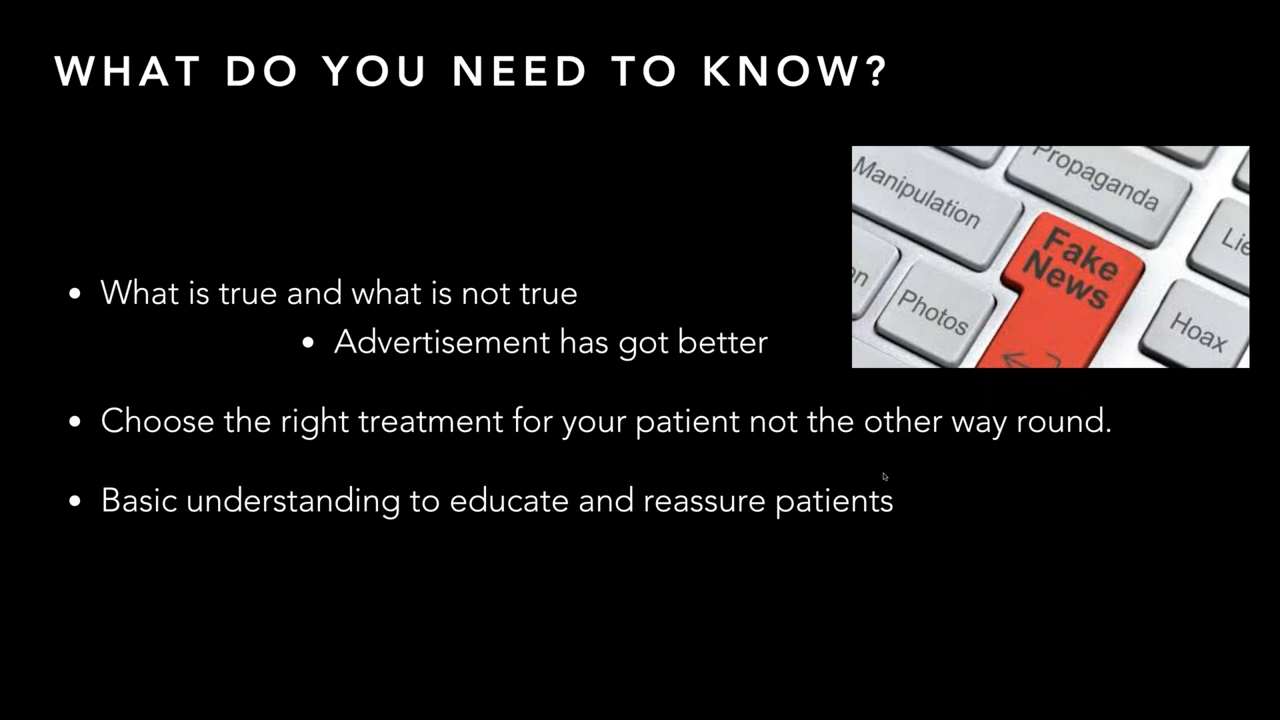 WHAT DO YOU NEED TO KNOW?
Propaganda
Manipulation
Fake
News
Photos
Hoax
• What is true and what is not true
• Advertisement has got better
• Choose the right treatment for your patient not the other way round.
• Basic understanding to educate and reassure patients